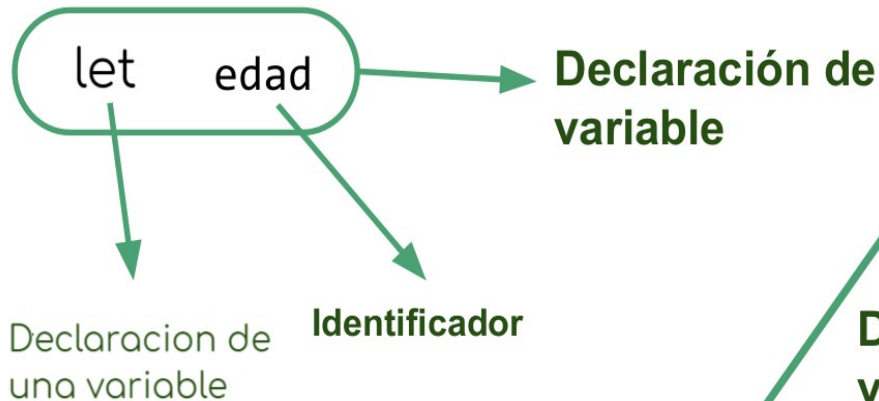 let edad
Declaración de
variable
Declaracion de
una variable
Identificador